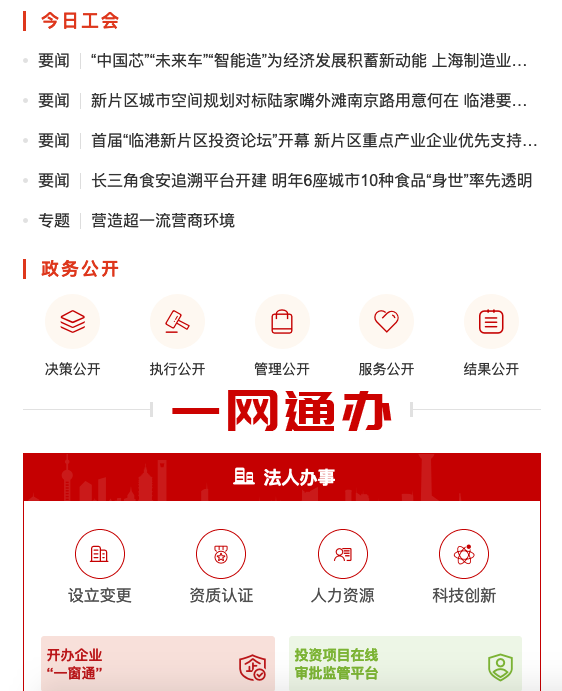 今日工会
要闻 “中国芯”“未来车”“智能造”为经济发展积蓄新动能 上海制造业…
要闻 新片区城市空间规划对标陆家嘴外滩南京路用意何在 临港要…
要闻 首届“临港新片区投资论坛”开幕 新片区重点产业企业优先支持…
要闻 长三角食安追溯平台开建 明年6座城市10种食品“身世”率先透明
专题 营造超一流营商环境
政务公开
决策公开 执行公开 管理公开 服务公开 结果公开
一网通办
法人办事
设立变更 资质认证 人力资源 科技创新
开办企业
“一窗通”
企
投资项目在线
审批监管平台